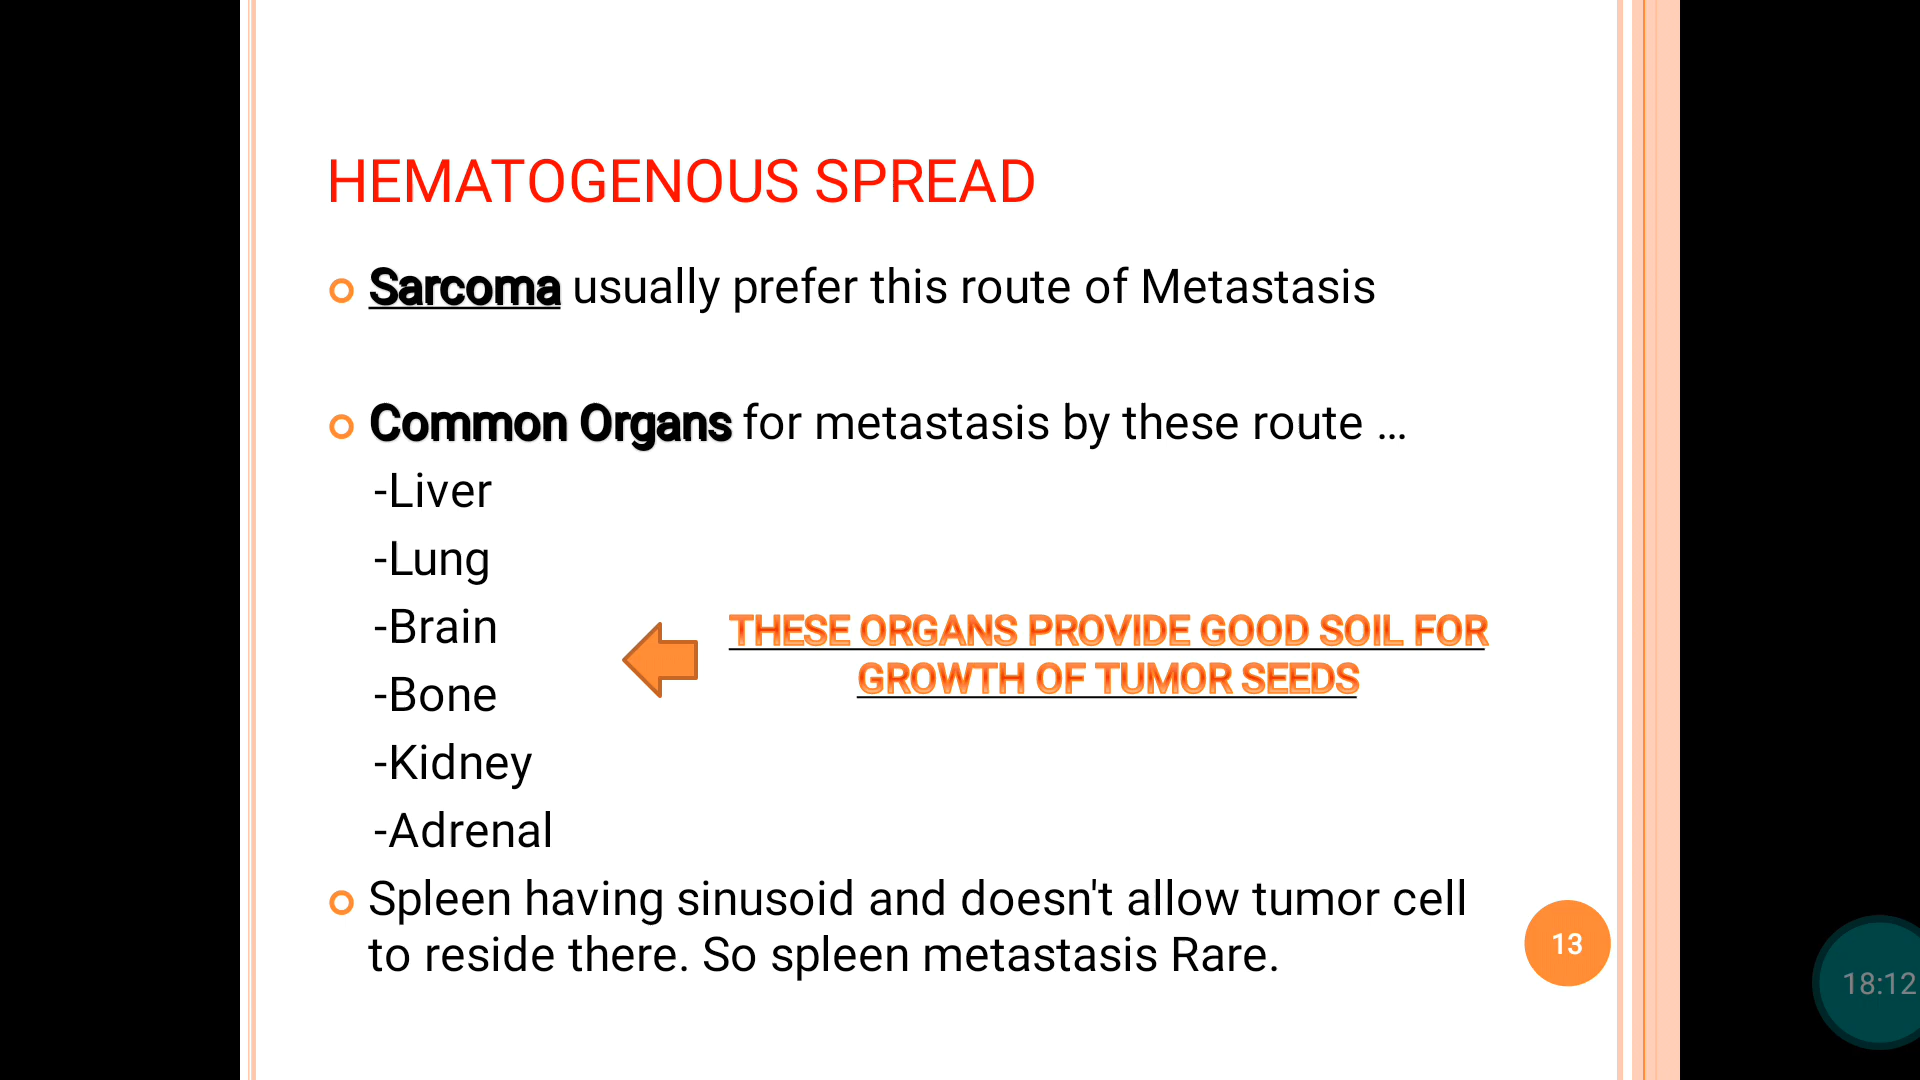 HEMATOGENOUS SPREAD
Sarcoma usually prefer this route of Metastasis
Common Organs for metastasis by these route ...
-Liver
-Lung
-Brain
-Bone
-Kidney
-Adrenal
THESE ORGANS PROVIDE GOOD SOIL FOR
GROWTH OF TUMOR SEEDS
Spleen having sinusoid and doesn't allow tumor cell
to reside there. So spleen metastasis Rare.
13
18:12